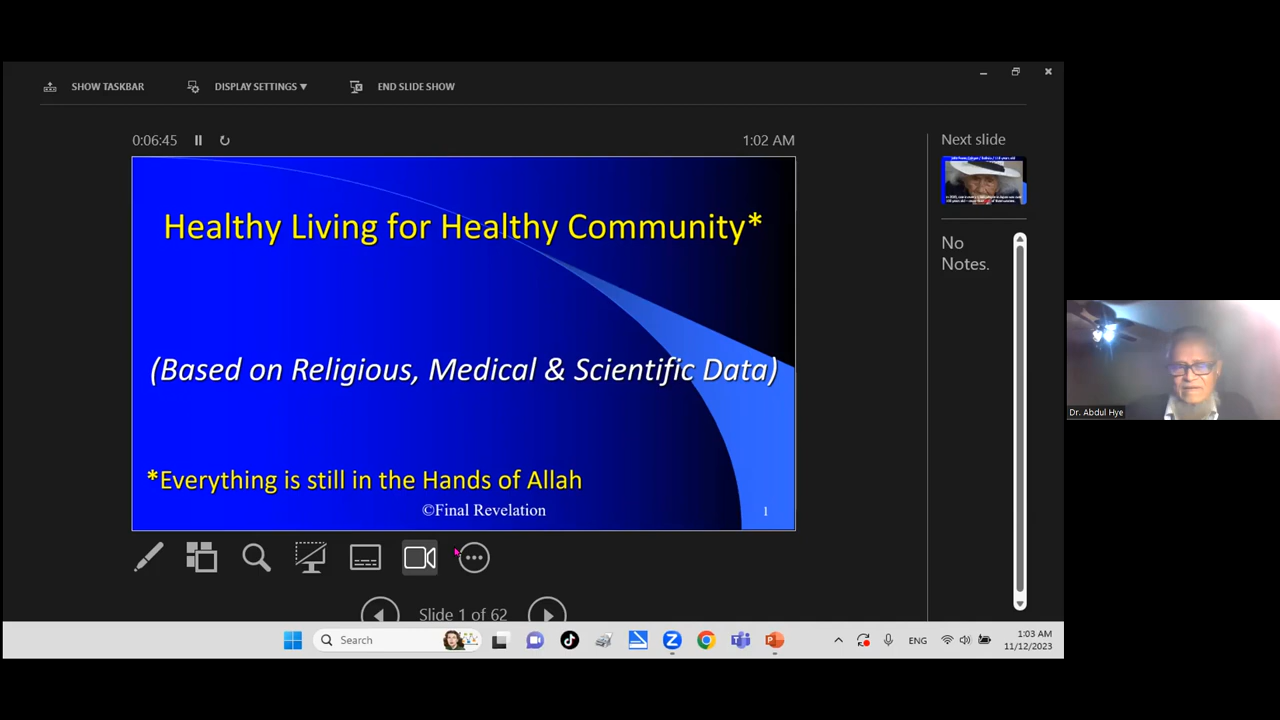 SHOW TASKBAR
DISPLAY SETTINGS ▼
END SLIDE SHOW
0:06:45
1:02 AM
Next slide
Healthy Living for Healthy Community*
(Based on Religious, Medical & Scientific Data)
*Everything is still in the Hands of Allah
©Final Revelation
1
No
Notes.
Dr. Abdul Hye
Slide 1 of 62
Search
ENG
1:03 AM
11/12/2023